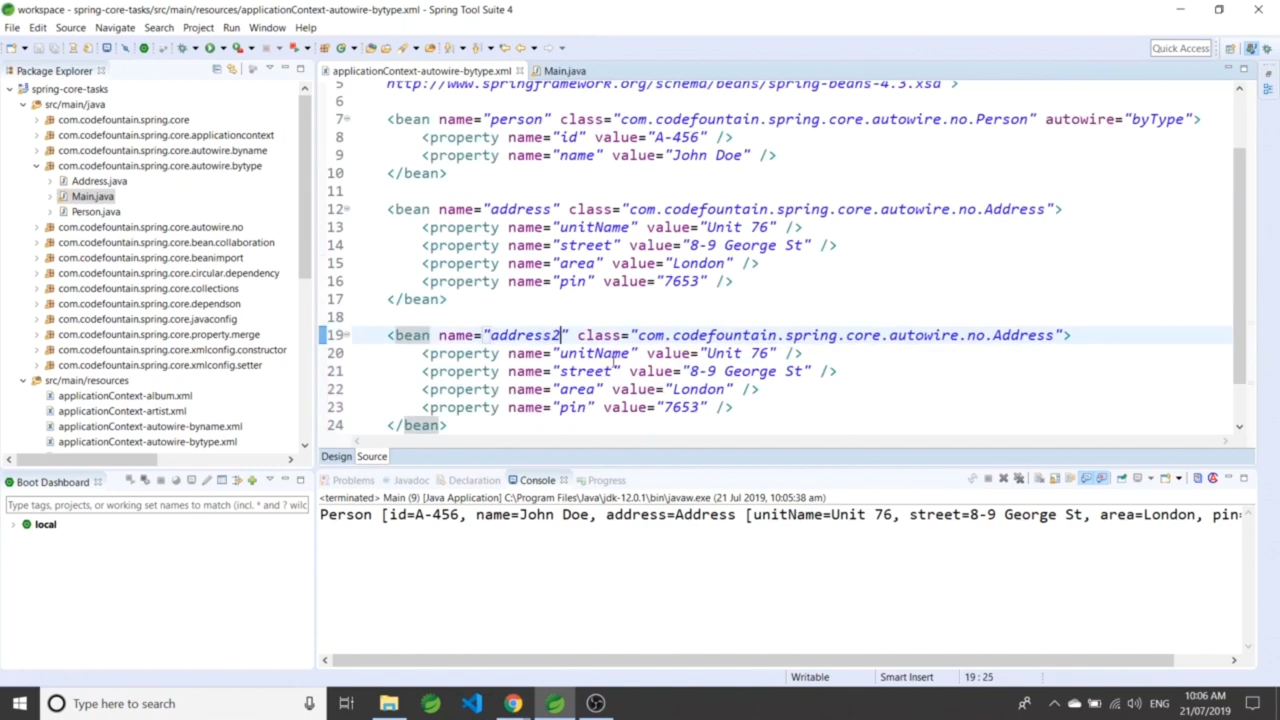 workspace - spring-core-tasks/src/main/resources/applicationContext-autowire-bytype.xml - Spring Tool Suite 4
File Edit Source Navigate Search Project Run Window Help
Quick Access
Package Explorer
spring-core-tasks
src/main/java
com.codefountain.spring.core
com.codefountain.spring.core.applicationcontext
com.codefountain.spring.core.autowire.byname
com.codefountain.spring.core.autowire.bytype
Address.java
Main.java
Person.java
com.codefountain.spring.core.autowire.no
com.codefountain.spring.core.bean.collaboration
com.codefountain.spring.core.beanimport
com.codefountain.spring.core.circular.dependency
com.codefountain.spring.core.collections
com.codefountain.spring.core.dependson
com.codefountain.spring.core.javaconfig
com.codefountain.spring.core.property.merge
com.codefountain.spring.core.xmlconfig.constructor
com.codefountain.spring.core.xmlconfig.setter
src/main/resources
applicationContext-album.xml
applicationContext-artist.xml
applicationContext-autowire-byname.xml
applicationContext-autowire-bytype.xml
applicationContext-autowire-bytype.xml Main.java
5 http://www.springframework.org/schema/beans/spring-beans-4.3.xsd">
6
7 <bean name="person" class="com.codefountain.spring.core.autowire.no.Person" autowire="byType">
8 <property name="id" value="A-456" />
9 <property name="name" value="John Doe" />
10 </bean>
11
12 <bean name="address" class="com.codefountain.spring.core.autowire.no.Address">
13 <property name="unitName" value="Unit 76" />
14 <property name="street" value="8-9 George St" />
15 <property name="area" value="London" />
16 <property name="pin" value="7653" />
17 </bean>
18
19 <bean name="address2" class="com.codefountain.spring.core.autowire.no.Address">
20 <property name="unitName" value="Unit 76" />
21 <property name="street" value="8-9 George St" />
22 <property name="area" value="London" />
23 <property name="pin" value="7653" />
24 </bean>
Design Source
Boot Dashboard
Type tags, projects, or working set names to match (incl. * and ? wilc
local
Problems Javadoc Declaration Console Progress
<terminated> Main (9) [Java Application] C:\Program Files\Java\jdk-12.0.1\bin\javaw.exe (21 Jul 2019, 10:05:38 am)
Person [id=A-456, name=John Doe, address=Address [unitName=Unit 76, street=8-9 George St, area=London, pin=
Writable Smart Insert 19 : 25
Type here to search
ENG
10:06 AM
21/07/2019